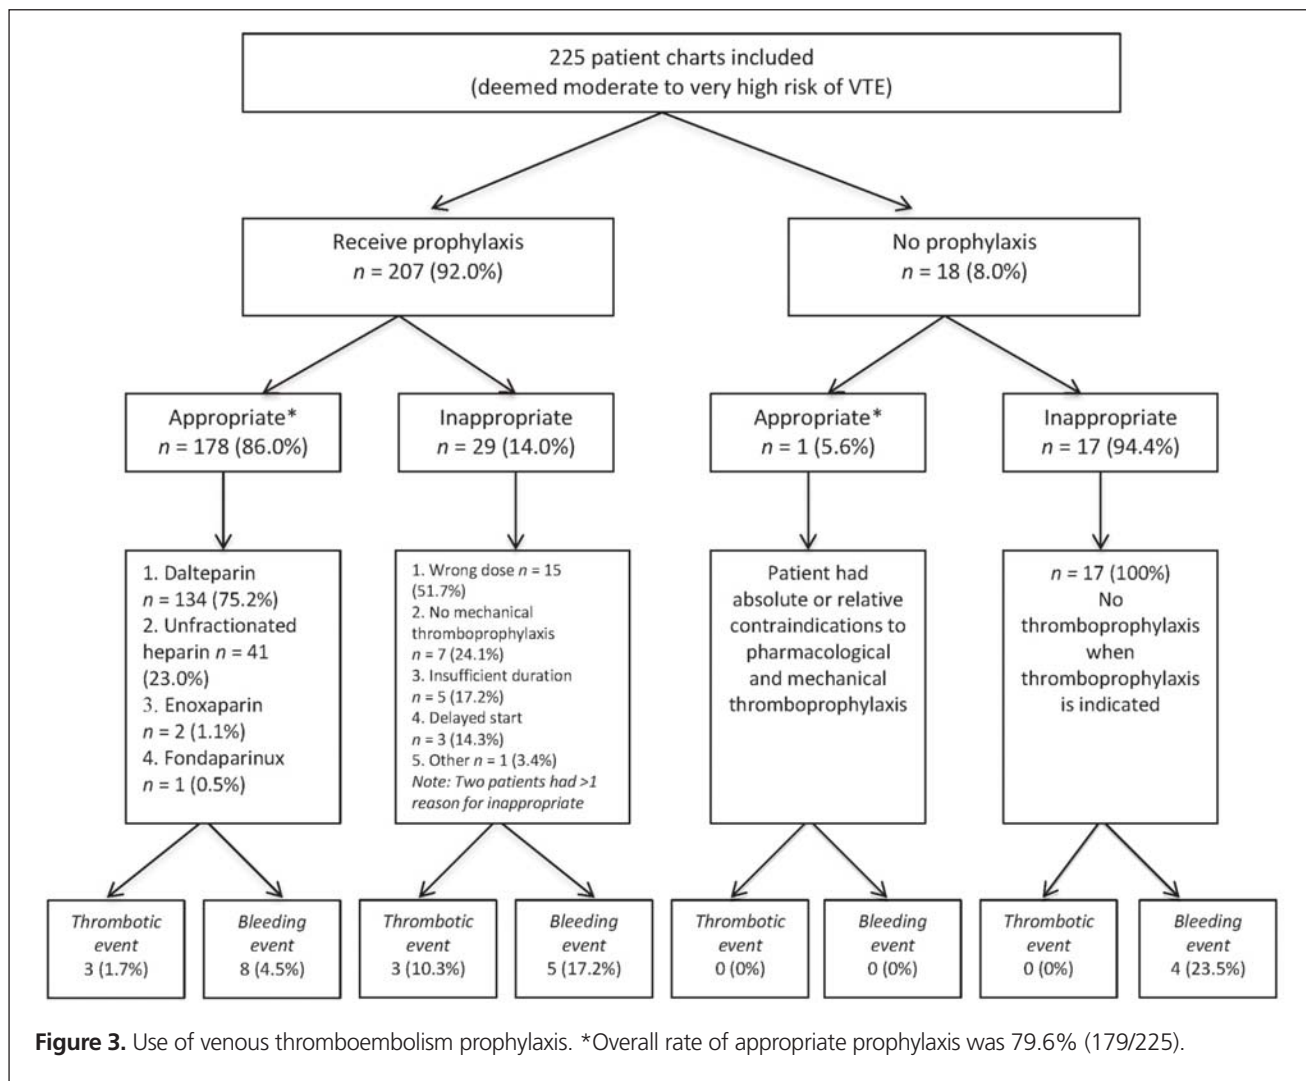 225 patient charts included
(deemed moderate to very high risk of VTE)
Receive prophylaxis
n = 207 (92.0%)
No prophylaxis
n = 18 (8.0%)
Appropriate*
n = 178 (86.0%)
Inappropriate
n = 29 (14.0%)
Appropriate*
n = 1 (5.6%)
Inappropriate
n = 17 (94.4%)
1. Dalteparin
n = 134 (75.2%)
2. Unfractionated
heparin n = 41
(23.0%)
3. Enoxaparin
n = 2 (1.1%)
4. Fondaparinux
n = 1 (0.5%)
1. Wrong dose n = 15
(51.7%)
2. No mechanical
thromboprophylaxis
n = 7 (24.1%)
3. Insufficient duration
n = 5 (17.2%)
4. Delayed start
n = 3 (14.3%)
5. Other n = 1 (3.4%)
Note: Two patients had >1
reason for inappropriate
Patient had
absolute or relative
contraindications to
pharmacological
and mechanical
thromboprophylaxis
n = 17 (100%)
No
thromboprophylaxis
when
thromboprophylaxis
is indicated
Thrombotic
event
3 (1.7%)
Bleeding
event
8 (4.5%)
Thrombotic
event
3 (10.3%)
Bleeding
event
5 (17.2%)
Thrombotic
event
0 (0%)
Bleeding
event
0 (0%)
Thrombotic
event
0 (0%)
Bleeding
event
4 (23.5%)
Figure 3. Use of venous thromboembolism prophylaxis. *Overall rate of appropriate prophylaxis was 79.6% (179/225).